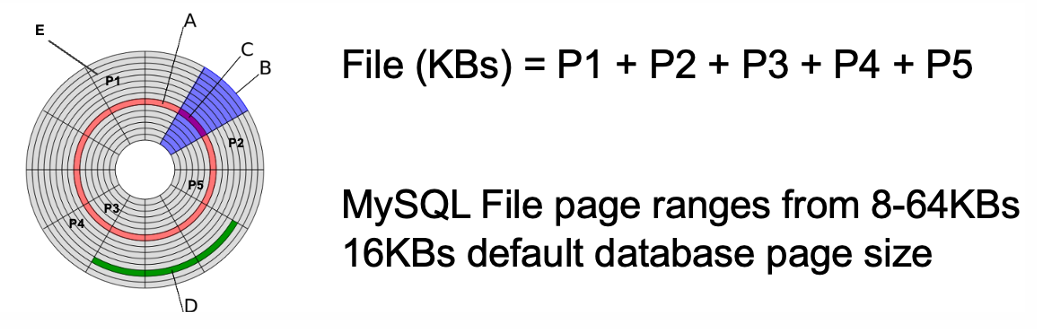 E
A
C
B
P1
P2
P5
P3
P4
D
File (KBs) = P1 + P2 + P3 + P4 + P5
MySQL File page ranges from 8-64KBs
16KBs default database page size